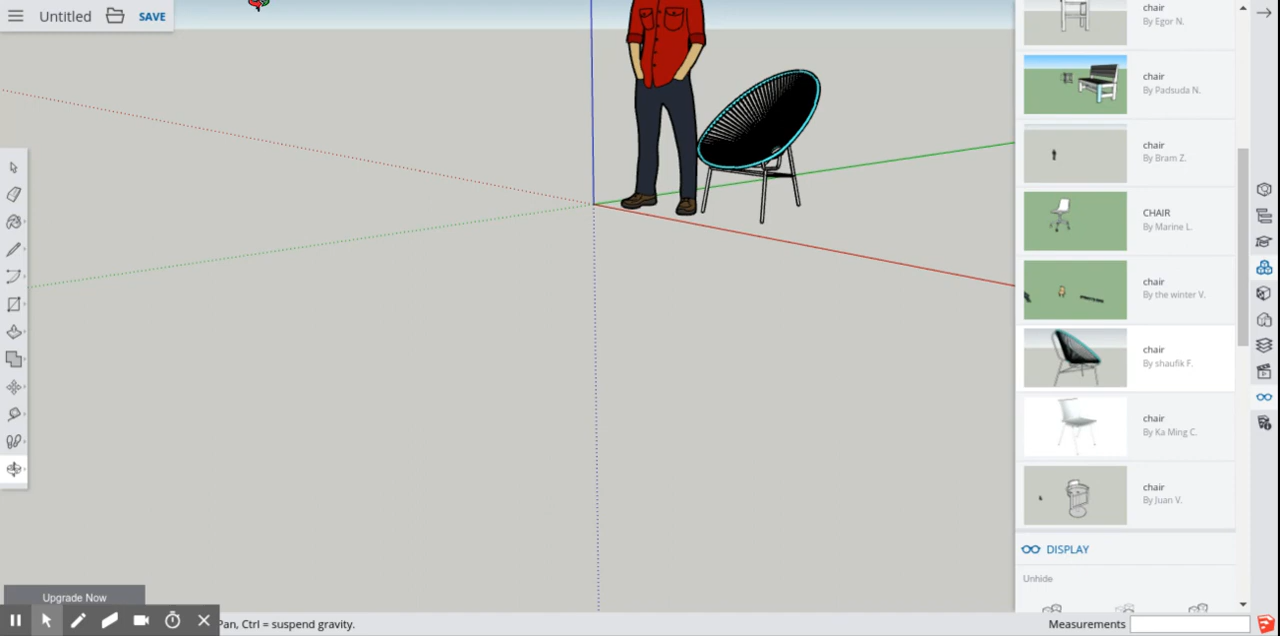 Untitled
SAVE
chair
By Egor N.
chair
By Padsuda N.
chair
By Bram Z.
CHAIR
By Marine L.
chair
By the winter V.
chair
By shaufik F.
chair
By Ka Ming C.
chair
By Juan V.
DISPLAY
Unhide
Upgrade Now
Pan, Ctrl = suspend gravity.
Measurements